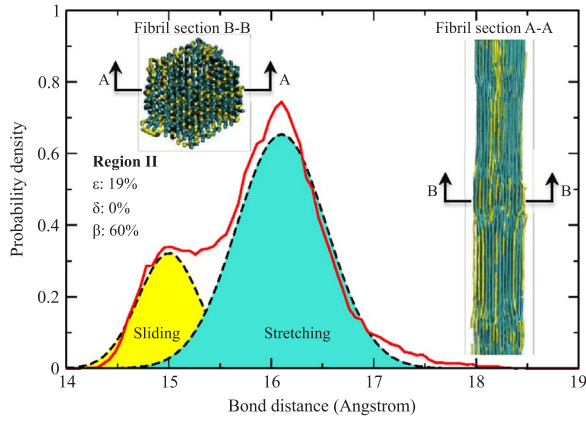 Fibril section B-B
Fibril section A-A
A
A
Region II
ε: 19%
δ: 0%
β: 60%
B
B
Sliding
Stretching
Probability density
1
0.8
0.6
0.4
0.2
0
14
15
16
17
18
19
Bond distance (Angstrom)